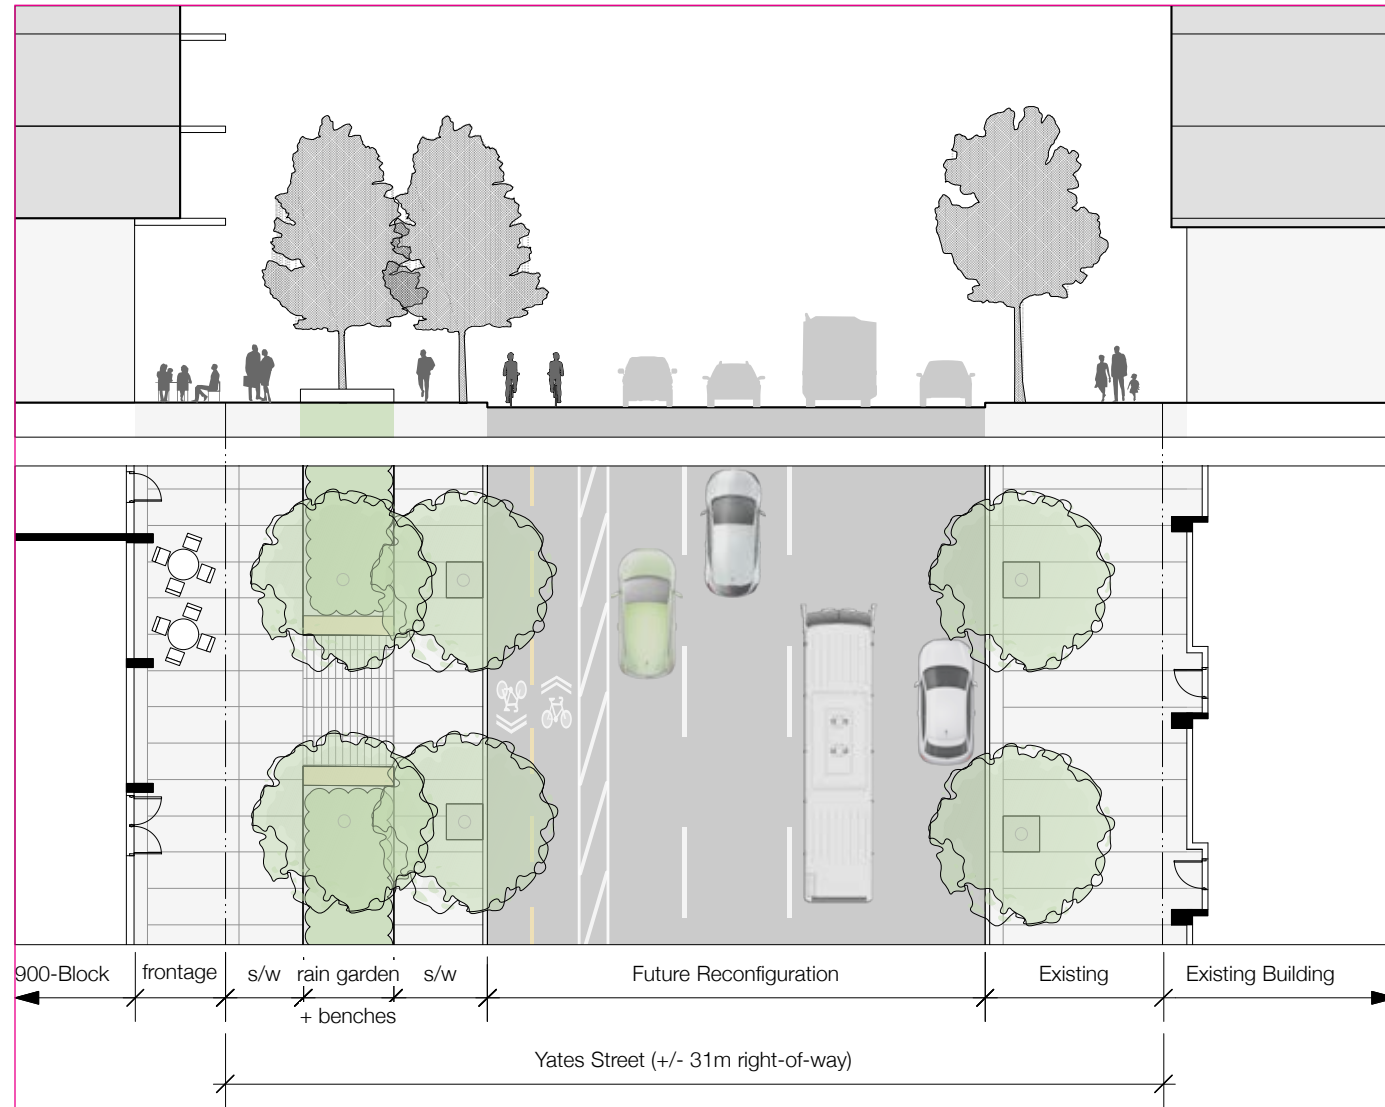 900-Block
frontage
s/w
rain garden
+ benches
s/w
Future Reconfiguration
Existing
Existing Building
Yates Street (+/- 31m right-of-way)